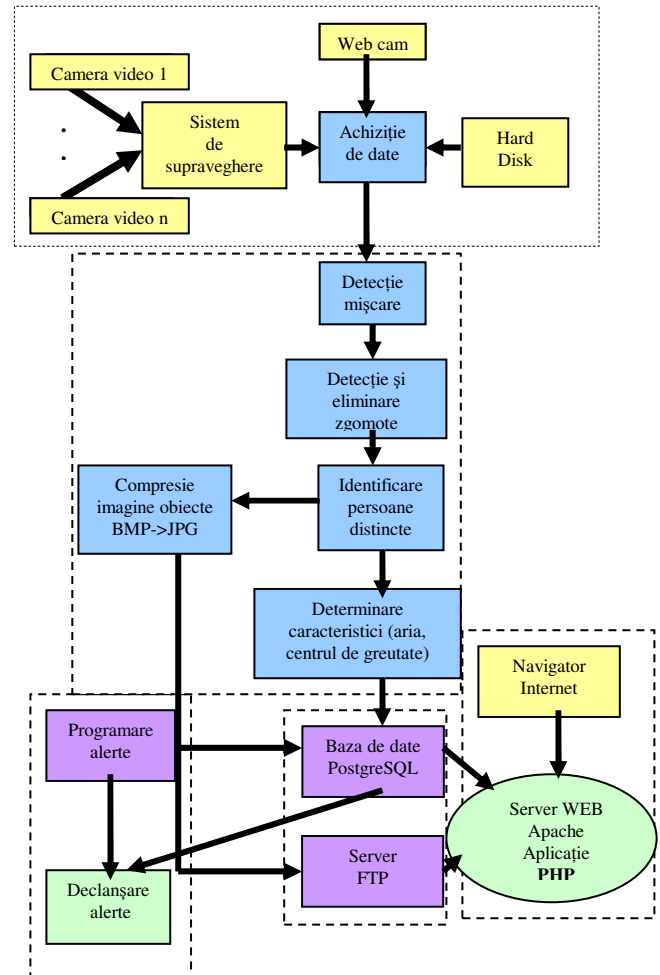 Web cam
Camera video 1
.
.
Sistem
de
supraveghere
Achiziție
de date
Hard
Disk
Camera video n
Detecție
mişcare
Detecție şi
eliminare
zgomote
Compresie
imagine obiecte
BMP->JPG
Identificare
persoane
distincte
Determinare
caracteristici (aria,
centrul de greutate)
Navigator
Internet
Programare
alerte
Baza de date
PostgreSQL
Server WEB
Apache
Aplicație
PHP
Declanşare
alerte
Server
FTP